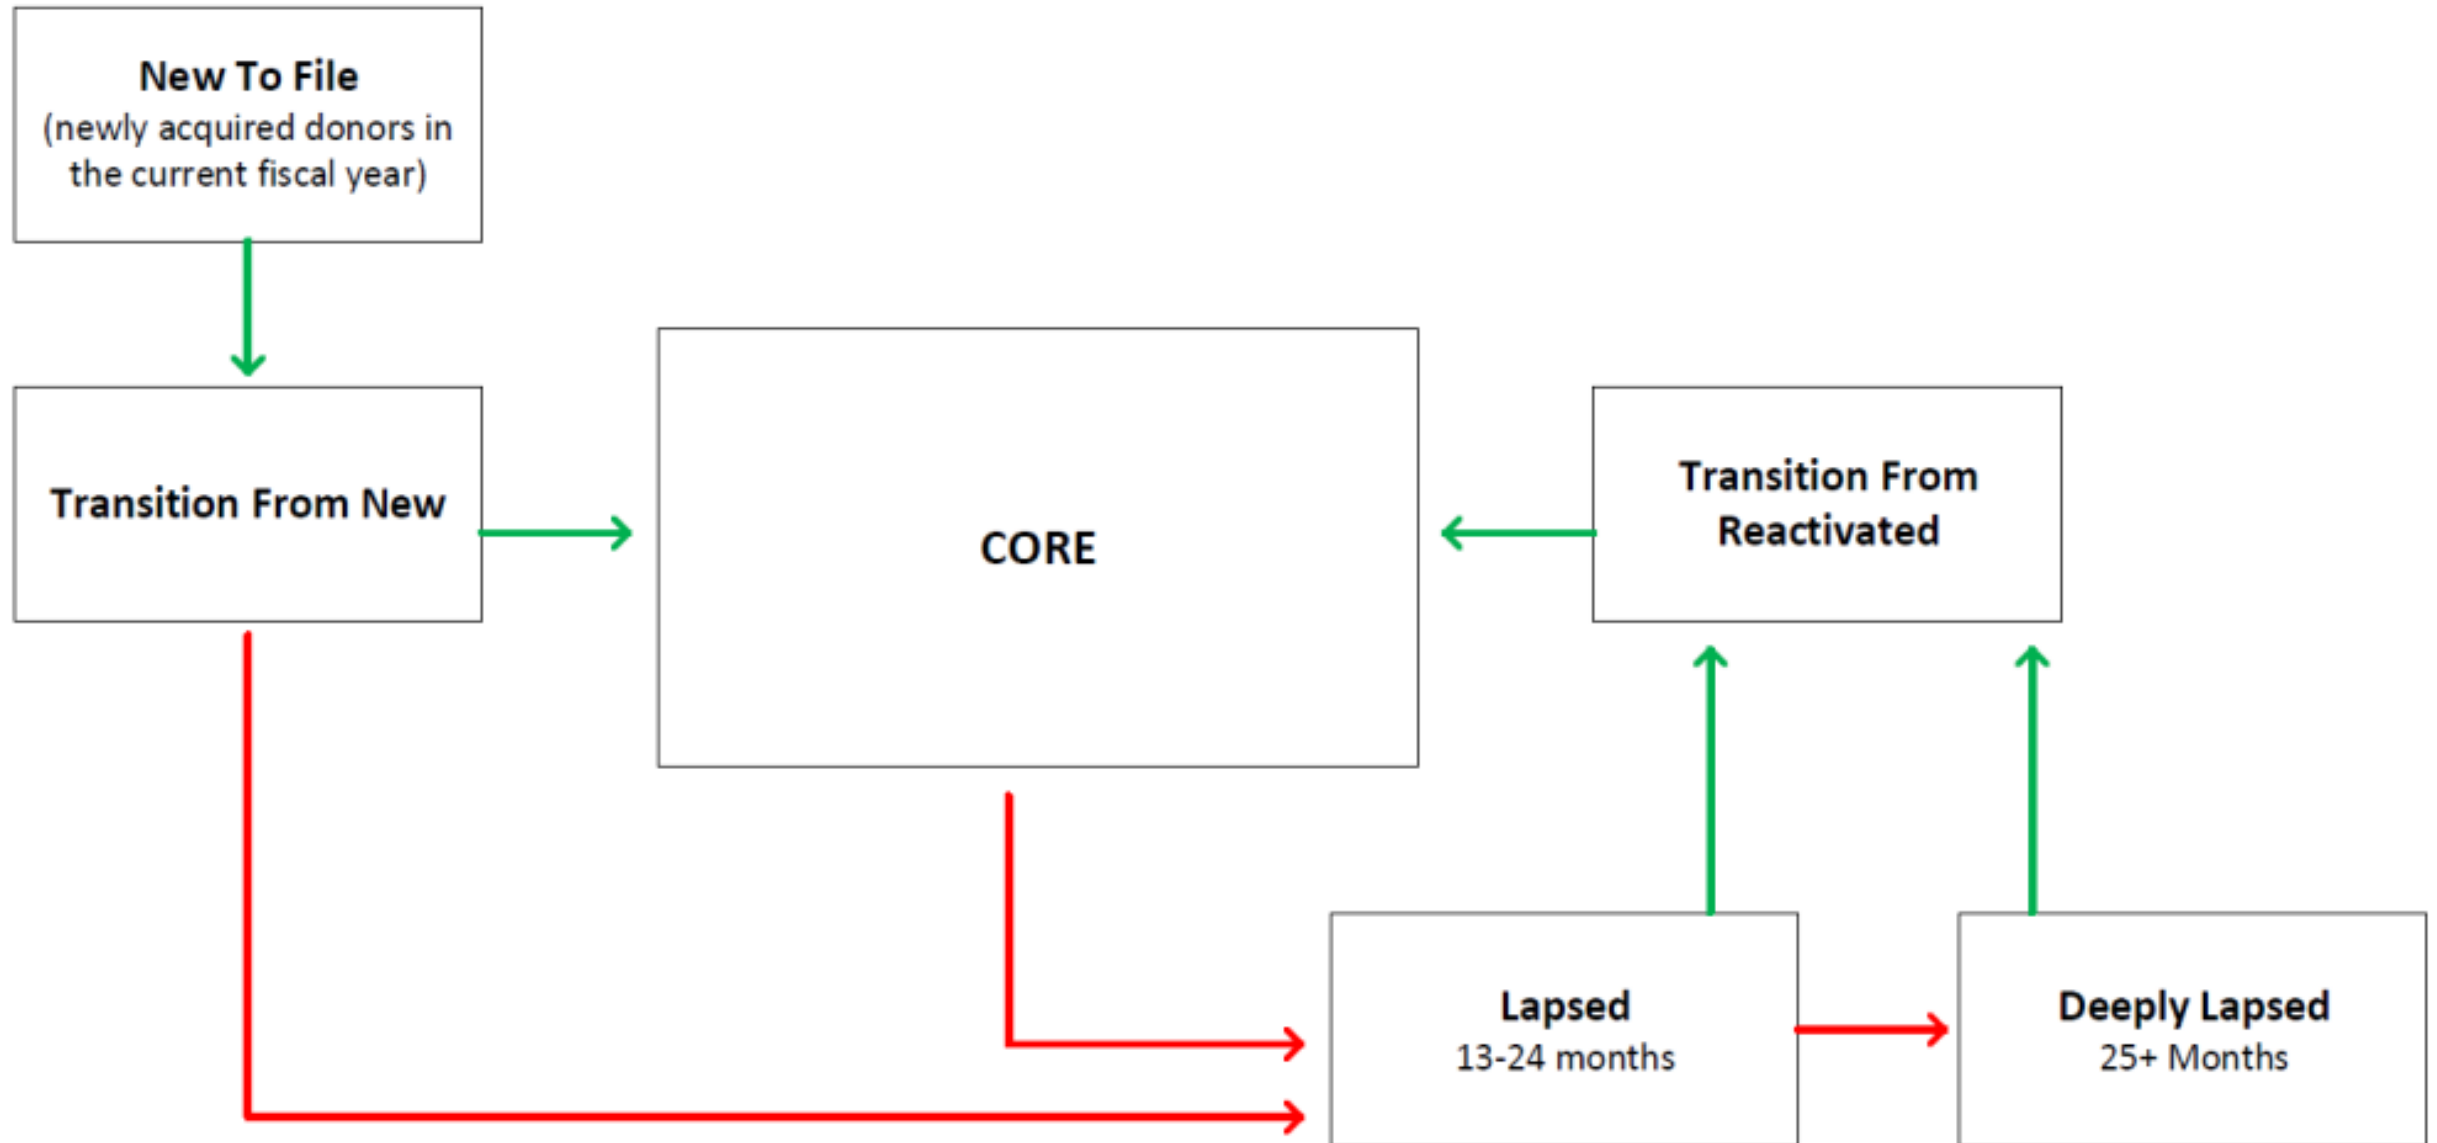 New To File
(newly acquired donors in
the current fiscal year)
Transition From New
CORE
Transition From
Reactivated
Lapsed
13-24 months
Deeply Lapsed
25+ Months